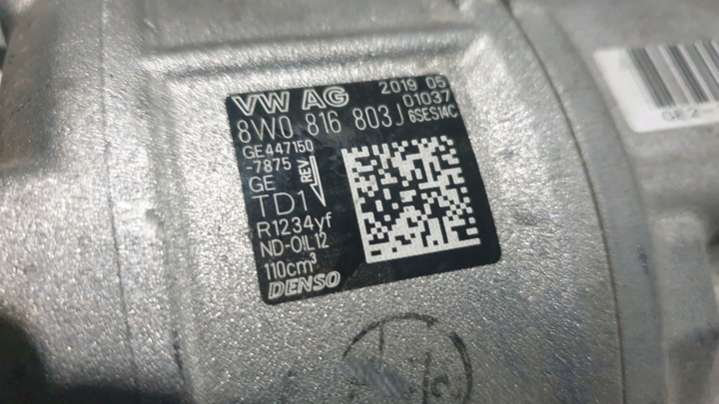 VW AG 2019 05
01037
8W0 816 803J 6SES14C
GE447150
-7875
GE
REV
TD1
R1234yf
ND-OIL12
110cm³
DENSO